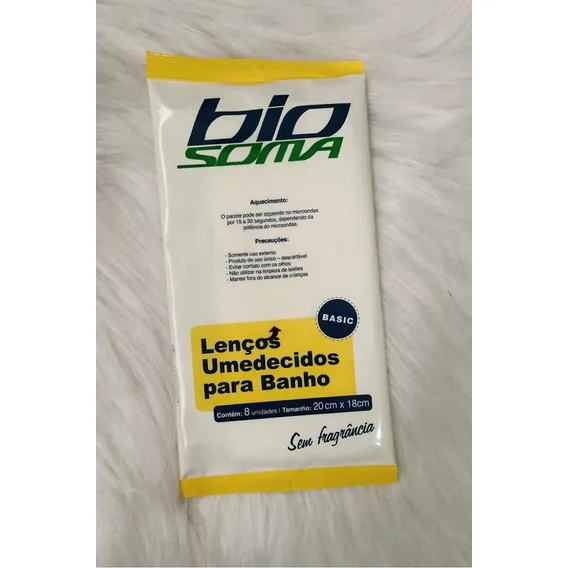 bio
SOMA
Aquecimento:
O pacote pode ser aquecido no microondas
por 15 a 30 segundos, dependendo da
potência do microondas.
Precauções:
- Somente uso externo
- Produto de uso único – descartável
- Evitar contato com os olhos
- Não utilizar na limpeza de lesões
- Manter fora do alcance de crianças
BASIC
Lenços
Umedecidos
para Banho
Contém: 8 unidades | Tamanho: 20cm x 18cm
Sem fragrância